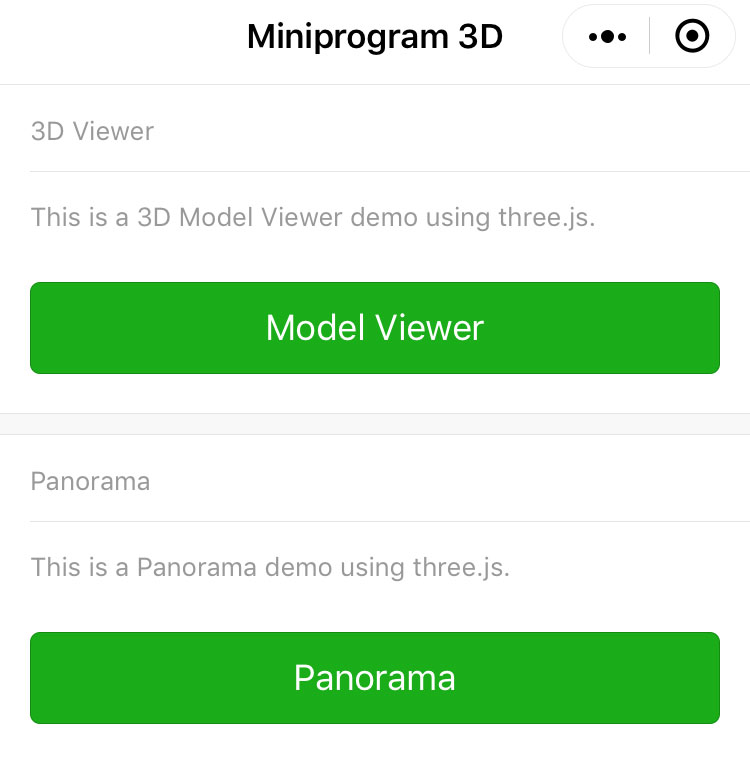 Miniprogram 3D
3D Viewer
This is a 3D Model Viewer demo using three.js.
Model Viewer
Panorama
This is a Panorama demo using three.js.
Panorama